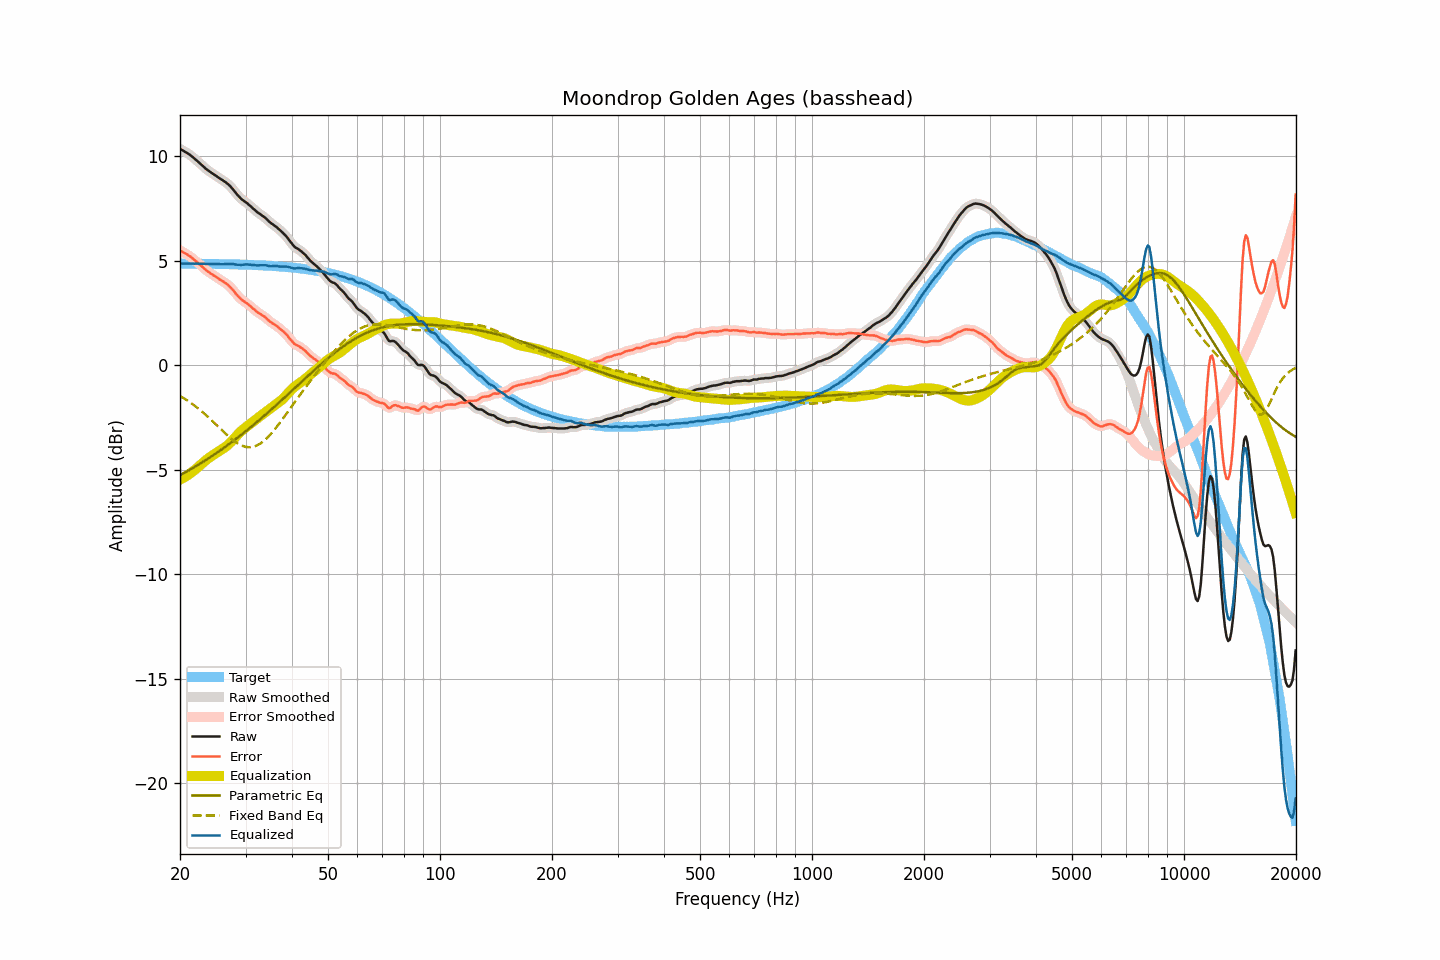 Moondrop Golden Ages (basshead)
Amplitude (dBr)
10
5
0
−5
−10
−15
−20
Target
Raw Smoothed
Error Smoothed
Raw
Error
Equalization
Parametric Eq
Fixed Band Eq
Equalized
20 50 100 200 500 1000 2000 5000 10000 20000
Frequency (Hz)